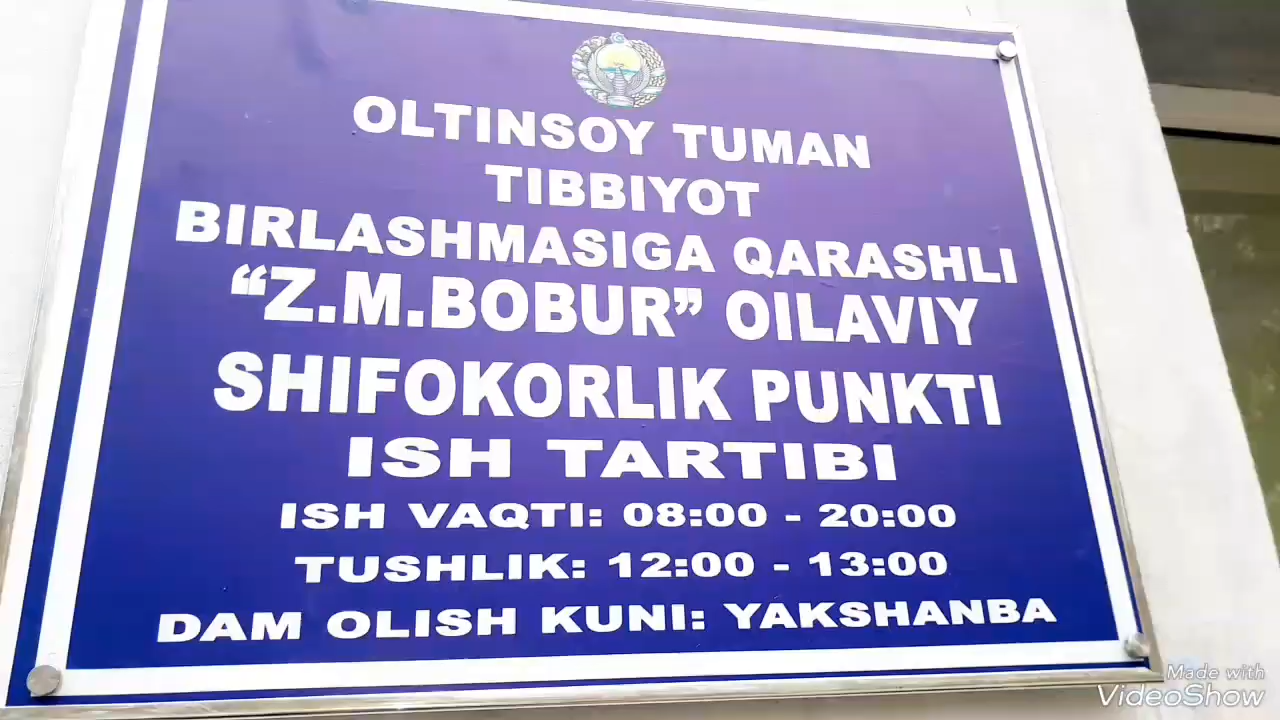 OLTINSOY TUMAN
TIBBIYOT
BIRLASHMASIGA QARASHLI
“Z.M.BOBUR” OILAVIY
SHIFOKORLIK PUNKTI
ISH TARTIBI
ISH VAQTI: 08:00 - 20:00
TUSHLIK: 12:00 - 13:00
DAM OLISH KUNI: YAKSHANBA
Made with
VideoShow